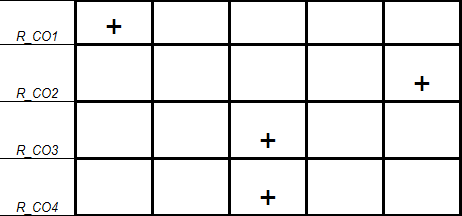 R_CO1 +
R_CO2 +
R_CO3 +
R_CO4 +